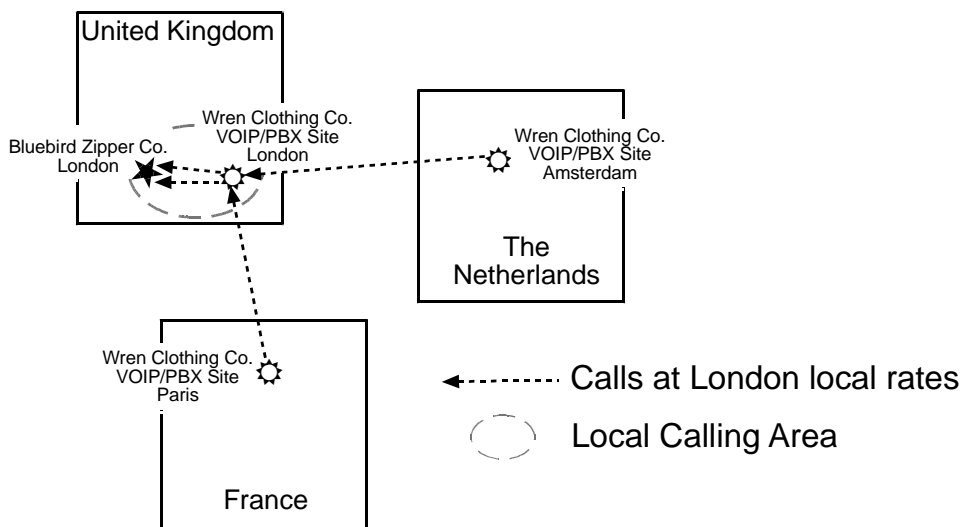 United Kingdom
Wren Clothing Co.
VOIP/PBX Site
London
Bluebird Zipper Co.
London
Wren Clothing Co.
VOIP/PBX Site
Amsterdam
The
Netherlands
Wren Clothing Co.
VOIP/PBX Site
Paris
France
Calls at London local rates
Local Calling Area